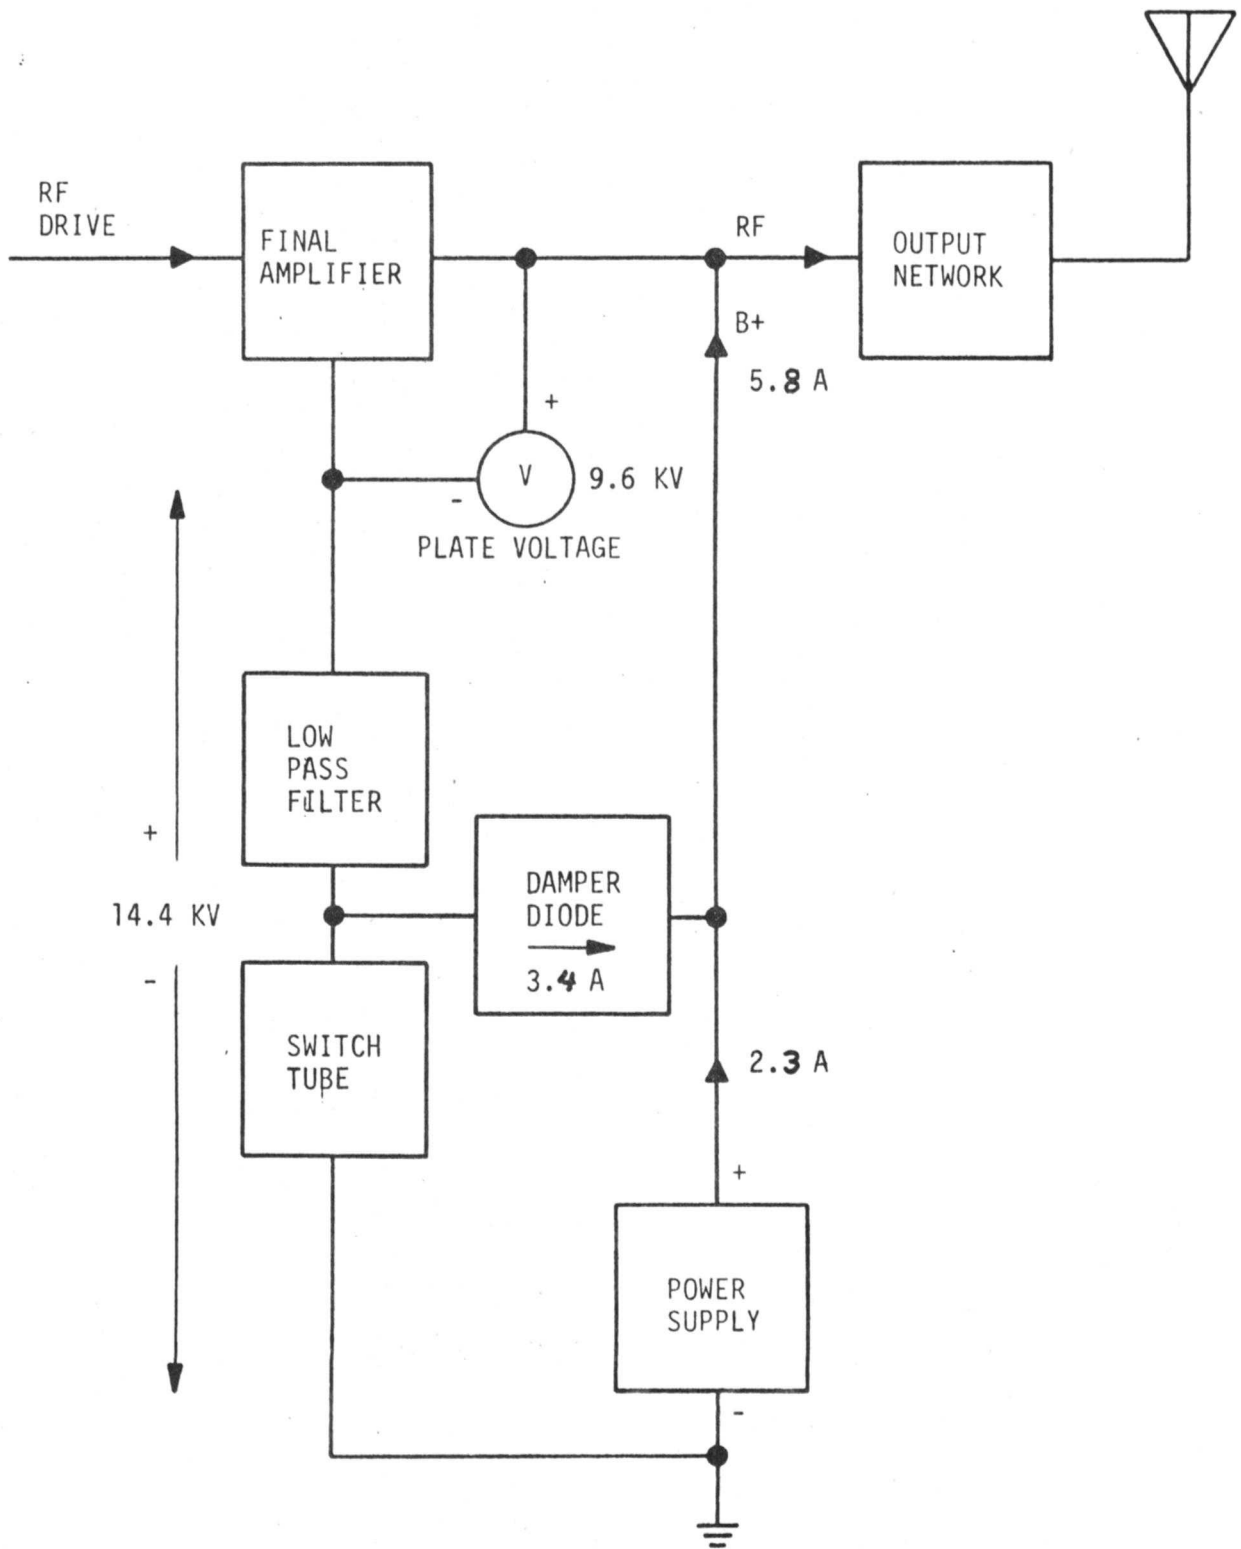 RF
DRIVE
FINAL
AMPLIFIER
RF
OUTPUT
NETWORK
B+
5.8 A
+
V
9.6 KV
-
PLATE VOLTAGE
LOW
PASS
FILTER
+
14.4 KV
-
DAMPER
DIODE
3.4 A
SWITCH
TUBE
2.3 A
+
POWER
SUPPLY
-